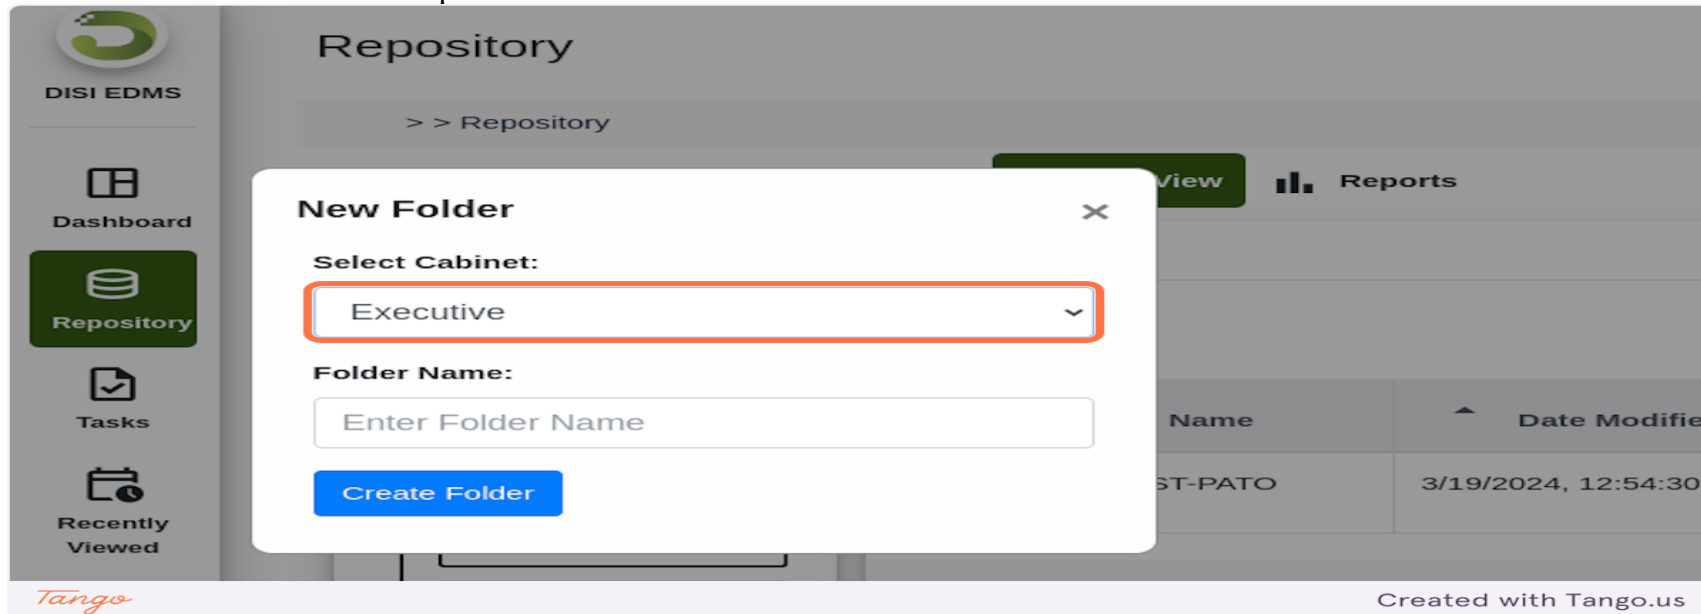 Repository
DISI EDMS
> > Repository
View
Reports
Dashboard
New Folder
×
Select Cabinet:
Executive
Repository
Folder Name:
Enter Folder Name
Name
Date Modifie
Tasks
Create Folder
ST-PATO
3/19/2024, 12:54:30
Recently
Viewed
Tango
Created with Tango.us